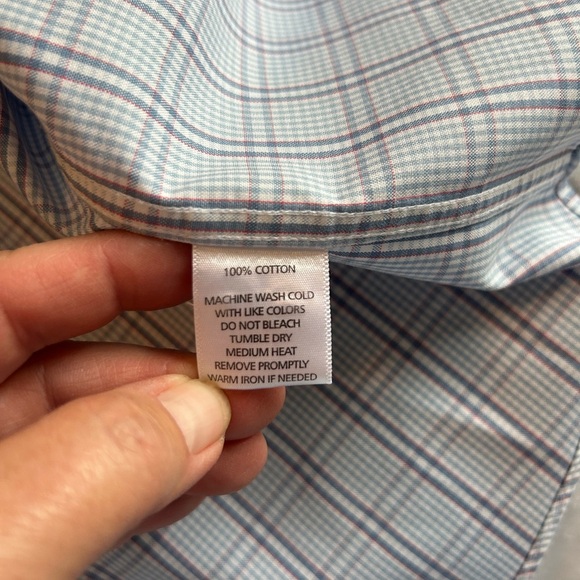 100% COTTON
MACHINE WASH COLD
WITH LIKE COLORS
DO NOT BLEACH
TUMBLE DRY
MEDIUM HEAT
REMOVE PROMPTLY
WARM IRON IF NEEDED